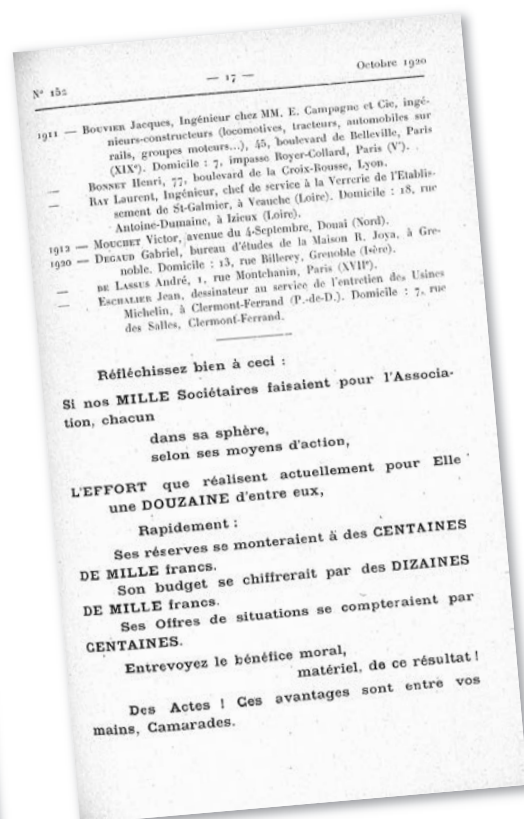 N° 152
— 17 —
Octobre 1920
1911 — BOUVIER Jacques, Ingénieur chez MM. E. Campagne et Cie, ingé-
nieurs-constructeurs (locomotives, tracteurs, automobiles sur
rails, groupes moteurs...), 45, boulevard de Belleville, Paris
(XIXe). Domicile : 7, impasse Royer-Collard, Paris (Ve).
— BONNET Henri, 77, boulevard de la Croix-Rousse, Lyon.
— RAY Laurent, Ingénieur, chef de service à la Verrerie de l'Etablis-
sement de St-Galmier, à Veauche (Loire). Domicile : 18, rue
Antoine-Dumaine, à Izieux (Loire).
1912 — MOUCHET Victor, avenue du 4-Septembre, Douai (Nord).
1920 — DEGAUD Gabriel, bureau d'études de la Maison R. Joya, à Gre-
noble. Domicile : 13, rue Billerey, Grenoble (Isère).
— DE LASSUS André, 1, rue Montchanin, Paris (XVIIe).
— ESCHALIER Jean, dessinateur au service de l'entretien des Usines
Michelin, à Clermont-Ferrand (P.-de-D.). Domicile : 7, rue
des Salles, Clermont-Ferrand.
Réfléchissez bien à ceci :
Si nos MILLE Sociétaires faisaient pour l'Associa-
tion, chacun
dans sa sphère,
selon ses moyens d'action,
L'EFFORT que réalisent actuellement pour Elle
une DOUZAINE d'entre eux,
Rapidement :
Ses réserves se monteraient à des CENTAINES
DE MILLE francs.
Son budget se chiffrerait par des DIZAINES
DE MILLE francs.
Ses Offres de situations se compteraient par
CENTAINES.
Entrevoyez le bénéfice moral,
matériel, de ce résultat !
Des Actes ! Ces avantages sont entre vos
mains, Camarades.